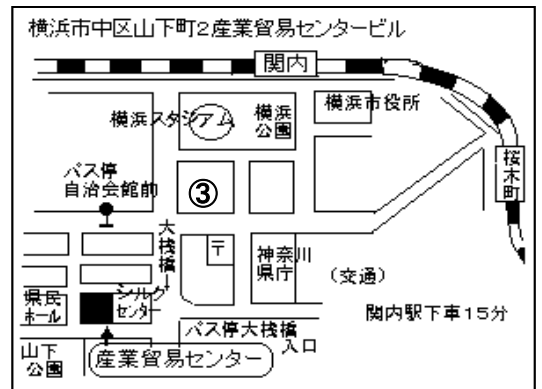 横浜市中区山下町2産業貿易センタービル
関内
横浜スタジアム
横浜
公園
横浜市役所
桜木町
バス停
自治会館前
③
大桟橋
〒
神奈川
県庁
(交通)
県民
ホール
シルク
センター
関内駅下車15分
バス停大桟橋
入口
山下
公園
産業貿易センター